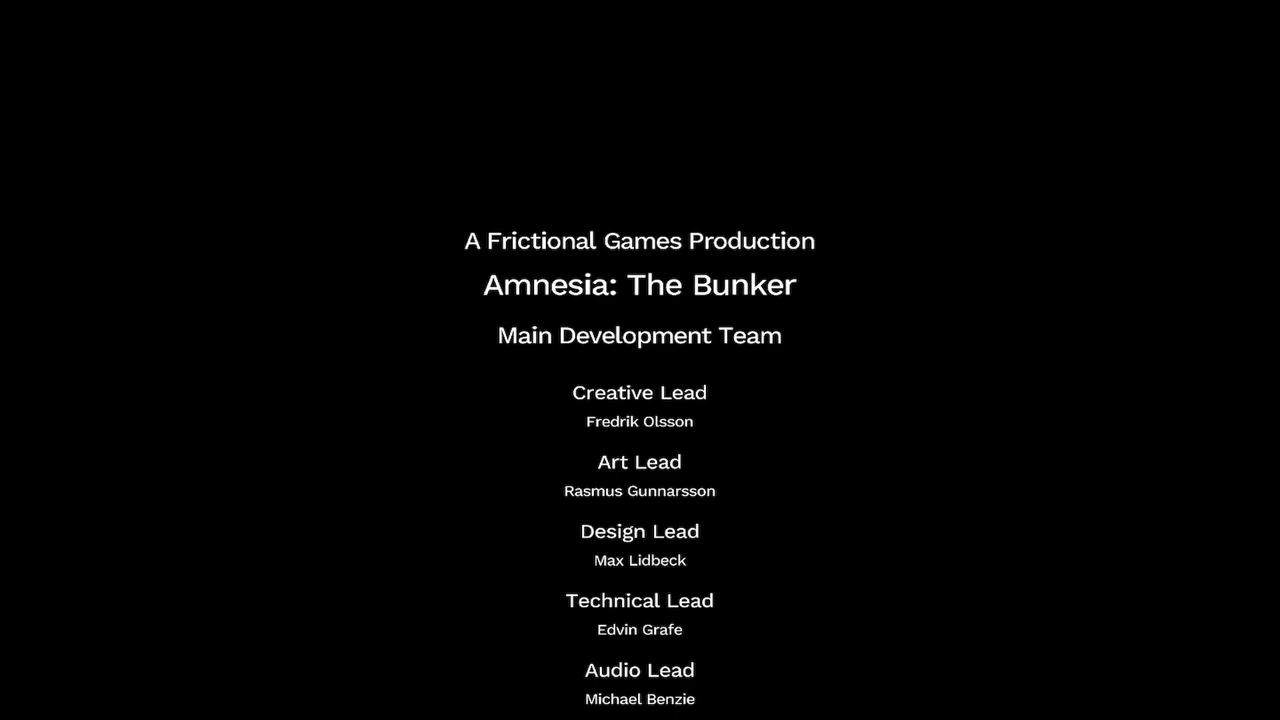 A Frictional Games Production
Amnesia: The Bunker
Main Development Team
Creative Lead
Fredrik Olsson
Art Lead
Rasmus Gunnarsson
Design Lead
Max Lidbeck
Technical Lead
Edvin Grafe
Audio Lead
Michael Benzie